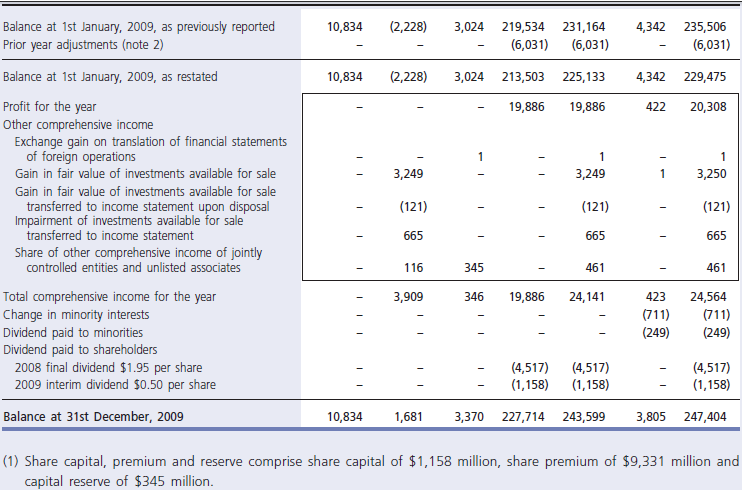 Balance at 1st January, 2009, as previously reported 10,834 (2,228) 3,024 219,534 231,164 4,342 235,506
Prior year adjustments (note 2) – – – (6,031) (6,031) – (6,031)
Balance at 1st January, 2009, as restated 10,834 (2,228) 3,024 213,503 225,133 4,342 229,475
Profit for the year – – – 19,886 19,886 422 20,308
Other comprehensive income
Exchange gain on translation of financial statements
of foreign operations – – 1 – 1 – 1
Gain in fair value of investments available for sale – 3,249 – – 3,249 1 3,250
Gain in fair value of investments available for sale
transferred to income statement upon disposal – (121) – – (121) – (121)
Impairment of investments available for sale
transferred to income statement – 665 – – 665 – 665
Share of other comprehensive income of jointly
controlled entities and unlisted associates – 116 345 – 461 – 461
Total comprehensive income for the year – 3,909 346 19,886 24,141 423 24,564
Change in minority interests – – – – – (711) (711)
Dividend paid to minorities – – – – – (249) (249)
Dividend paid to shareholders
2008 final dividend $1.95 per share – – – (4,517) (4,517) – (4,517)
2009 interim dividend $0.50 per share – – – (1,158) (1,158) – (1,158)
Balance at 31st December, 2009 10,834 1,681 3,370 227,714 243,599 3,805 247,404
(1) Share capital, premium and reserve comprise share capital of $1,158 million, share premium of $9,331 million and
capital reserve of $345 million.